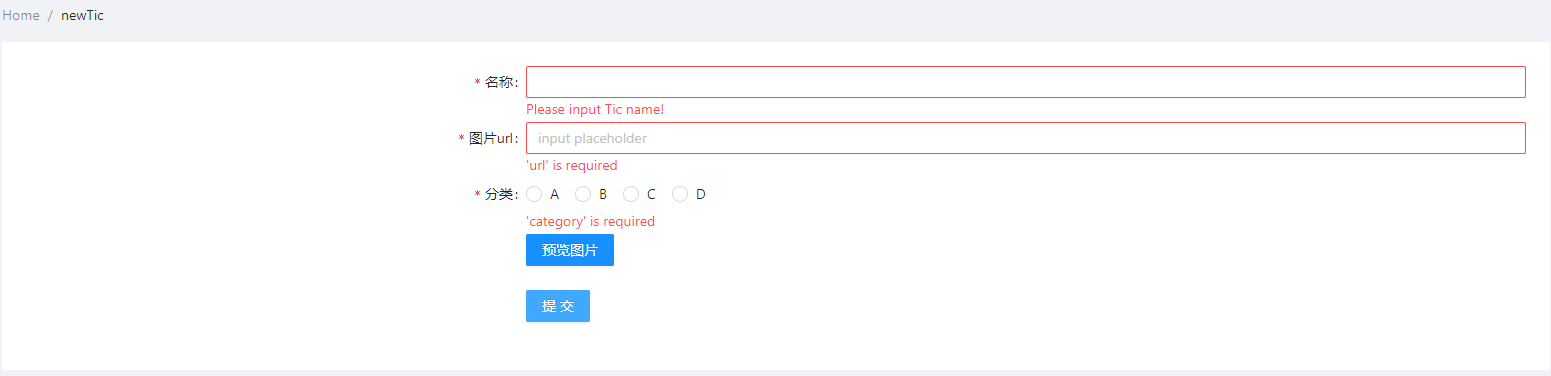 Home / newTic
* 名称:
Please input Tic name!
* 图片url: input placeholder
'url' is required
* 分类: A B C D
'category' is required
预览图片
提 交